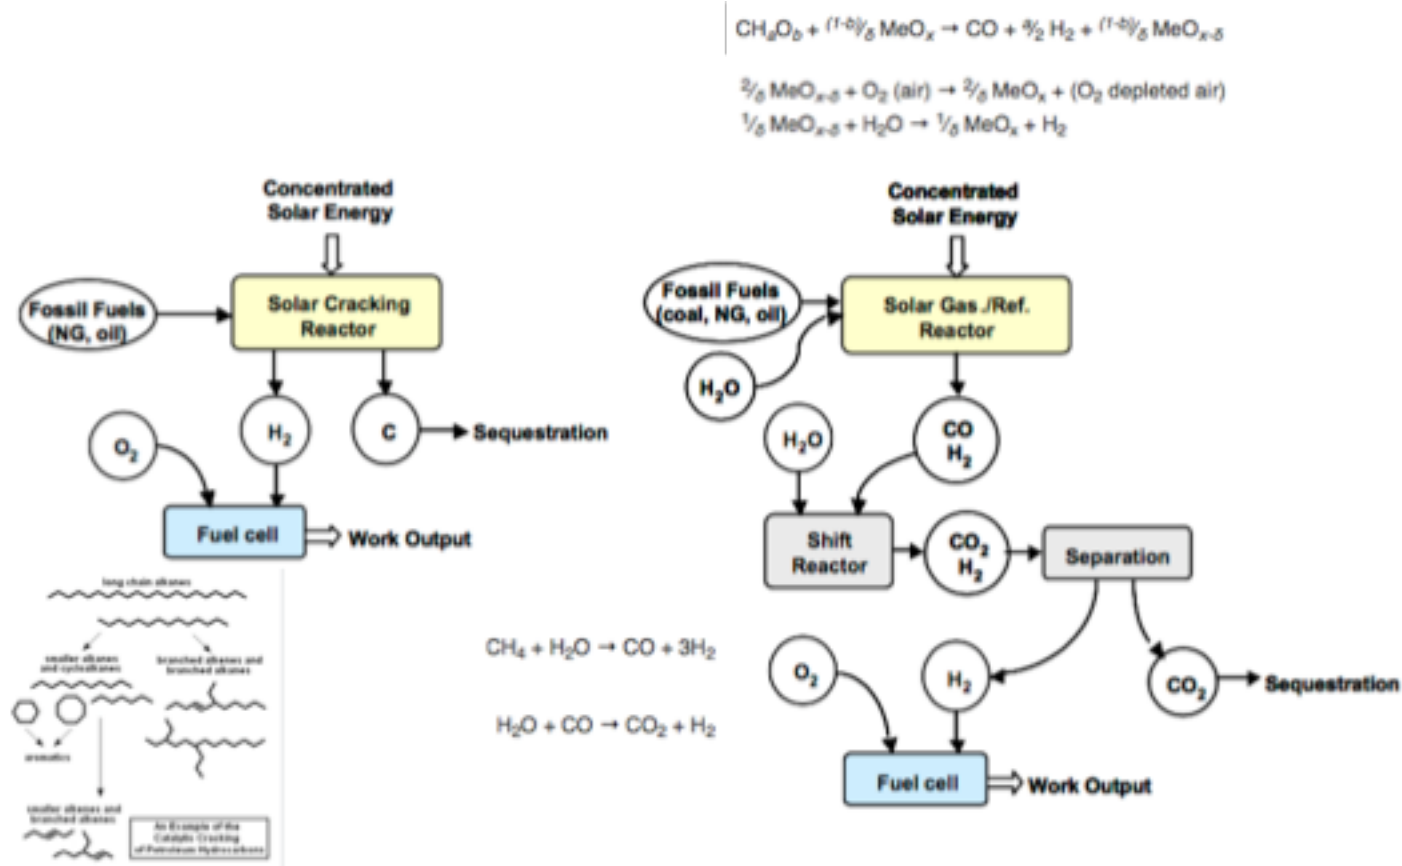 CHₐO_b + (1-b)/δ MeOₓ → CO + a/2 H₂ + (1-b)/δ MeOₓ₋δ
2/δ MeOₓ₋δ + O₂ (air) → 2/δ MeOₓ + (O₂ depleted air)
1/δ MeOₓ₋δ + H₂O → 1/δ MeOₓ + H₂
Concentrated
Solar Energy
Fossil Fuels
(NG, oil)
Solar Cracking
Reactor
H₂
C
Sequestration
O₂
Fuel cell
Work Output
long chain alkanes
smaller alkanes
and cycloalkanes
branched alkanes and
branched alkanes
aromatics
smaller alkanes and
branched alkanes
An Example of the
Catalytic Cracking
of Petroleum Hydrocarbons
CH₄ + H₂O → CO + 3H₂
H₂O + CO → CO₂ + H₂
Concentrated
Solar Energy
Fossil Fuels
(coal, NG, oil)
H₂O
Solar Gas./Ref.
Reactor
H₂O
CO
H₂
Shift
Reactor
CO₂
H₂
Separation
O₂
H₂
CO₂
Sequestration
Fuel cell
Work Output